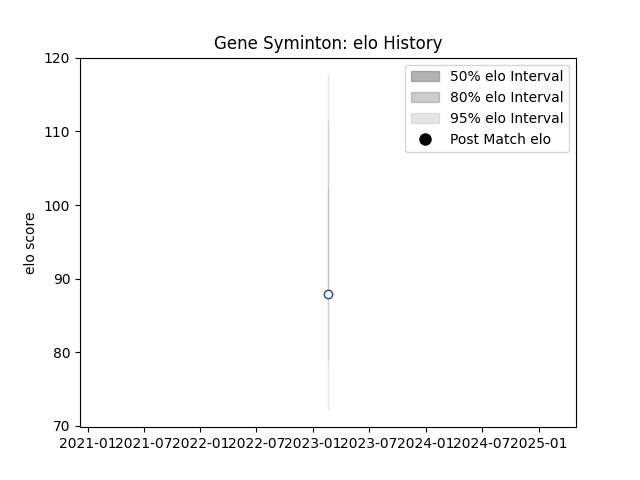 Gene Syminton: elo History
120
110
100
90
80
70
elo score
50% elo Interval
80% elo Interval
95% elo Interval
Post Match elo
2021-01 2021-07 2022-01 2022-07 2023-01 2023-07 2024-01 2024-07 2025-01